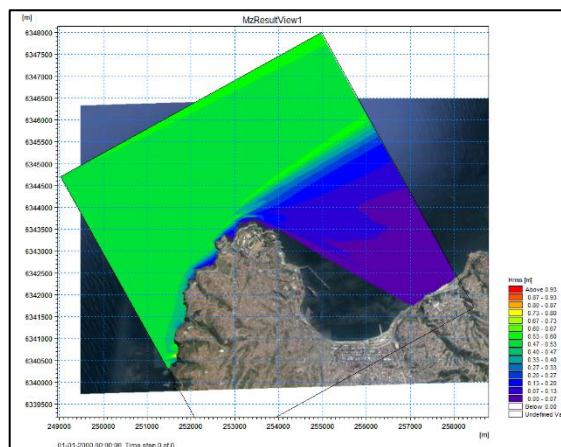 MzResultView1
[m]
6348000
6347500
6347000
6346500
6346000
6345500
6345000
6344500
6344000
6343500
6343000
6342500
6342000
6341500
6341000
6340500
6340000
6339500
249000 250000 251000 252000 253000 254000 255000 256000 257000 258000
[m]
Hrms [m]
Above 0.93
0.87 - 0.93
0.80 - 0.87
0.73 - 0.80
0.67 - 0.73
0.60 - 0.67
0.53 - 0.60
0.47 - 0.53
0.40 - 0.47
0.33 - 0.40
0.27 - 0.33
0.20 - 0.27
0.13 - 0.20
0.07 - 0.13
0.00 - 0.07
Below 0.00
Undefined Va
01-01-2000 00:00:00 Time step 0 of 0